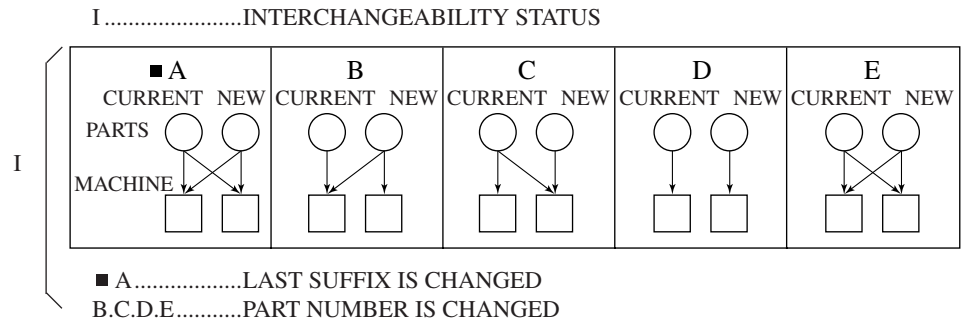 I.......................INTERCHANGEABILITY STATUS
■ A B C D E
CURRENT NEW CURRENT NEW CURRENT NEW CURRENT NEW CURRENT NEW
PARTS
I
MACHINE
■ A..................LAST SUFFIX IS CHANGED
B.C.D.E...........PART NUMBER IS CHANGED